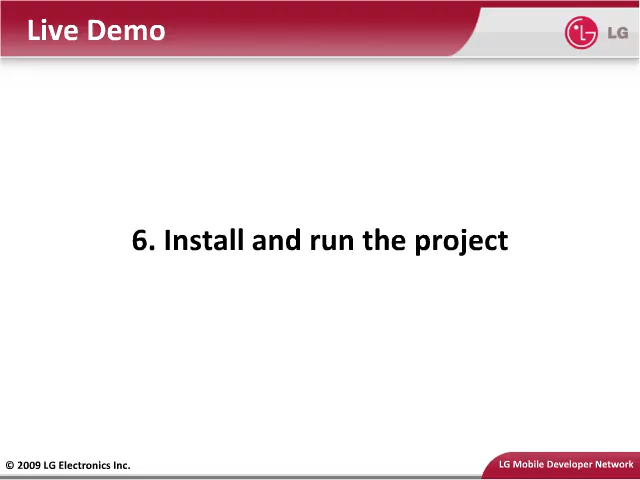 Live Demo
LG
6. Install and run the project
© 2009 LG Electronics Inc.
LG Mobile Developer Network